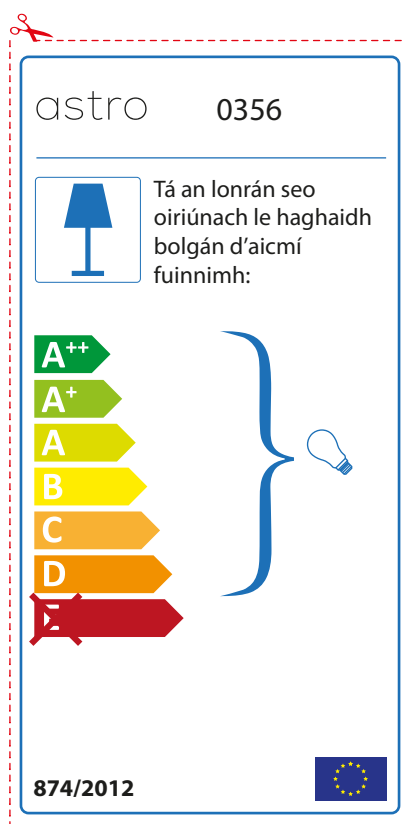 astro 0356
Tá an lonrán seo
oiriúnach le haghaidh
bolgán d'aicmí
fuinnimh:
A++
A+
A
B
C
D
E
874/2012